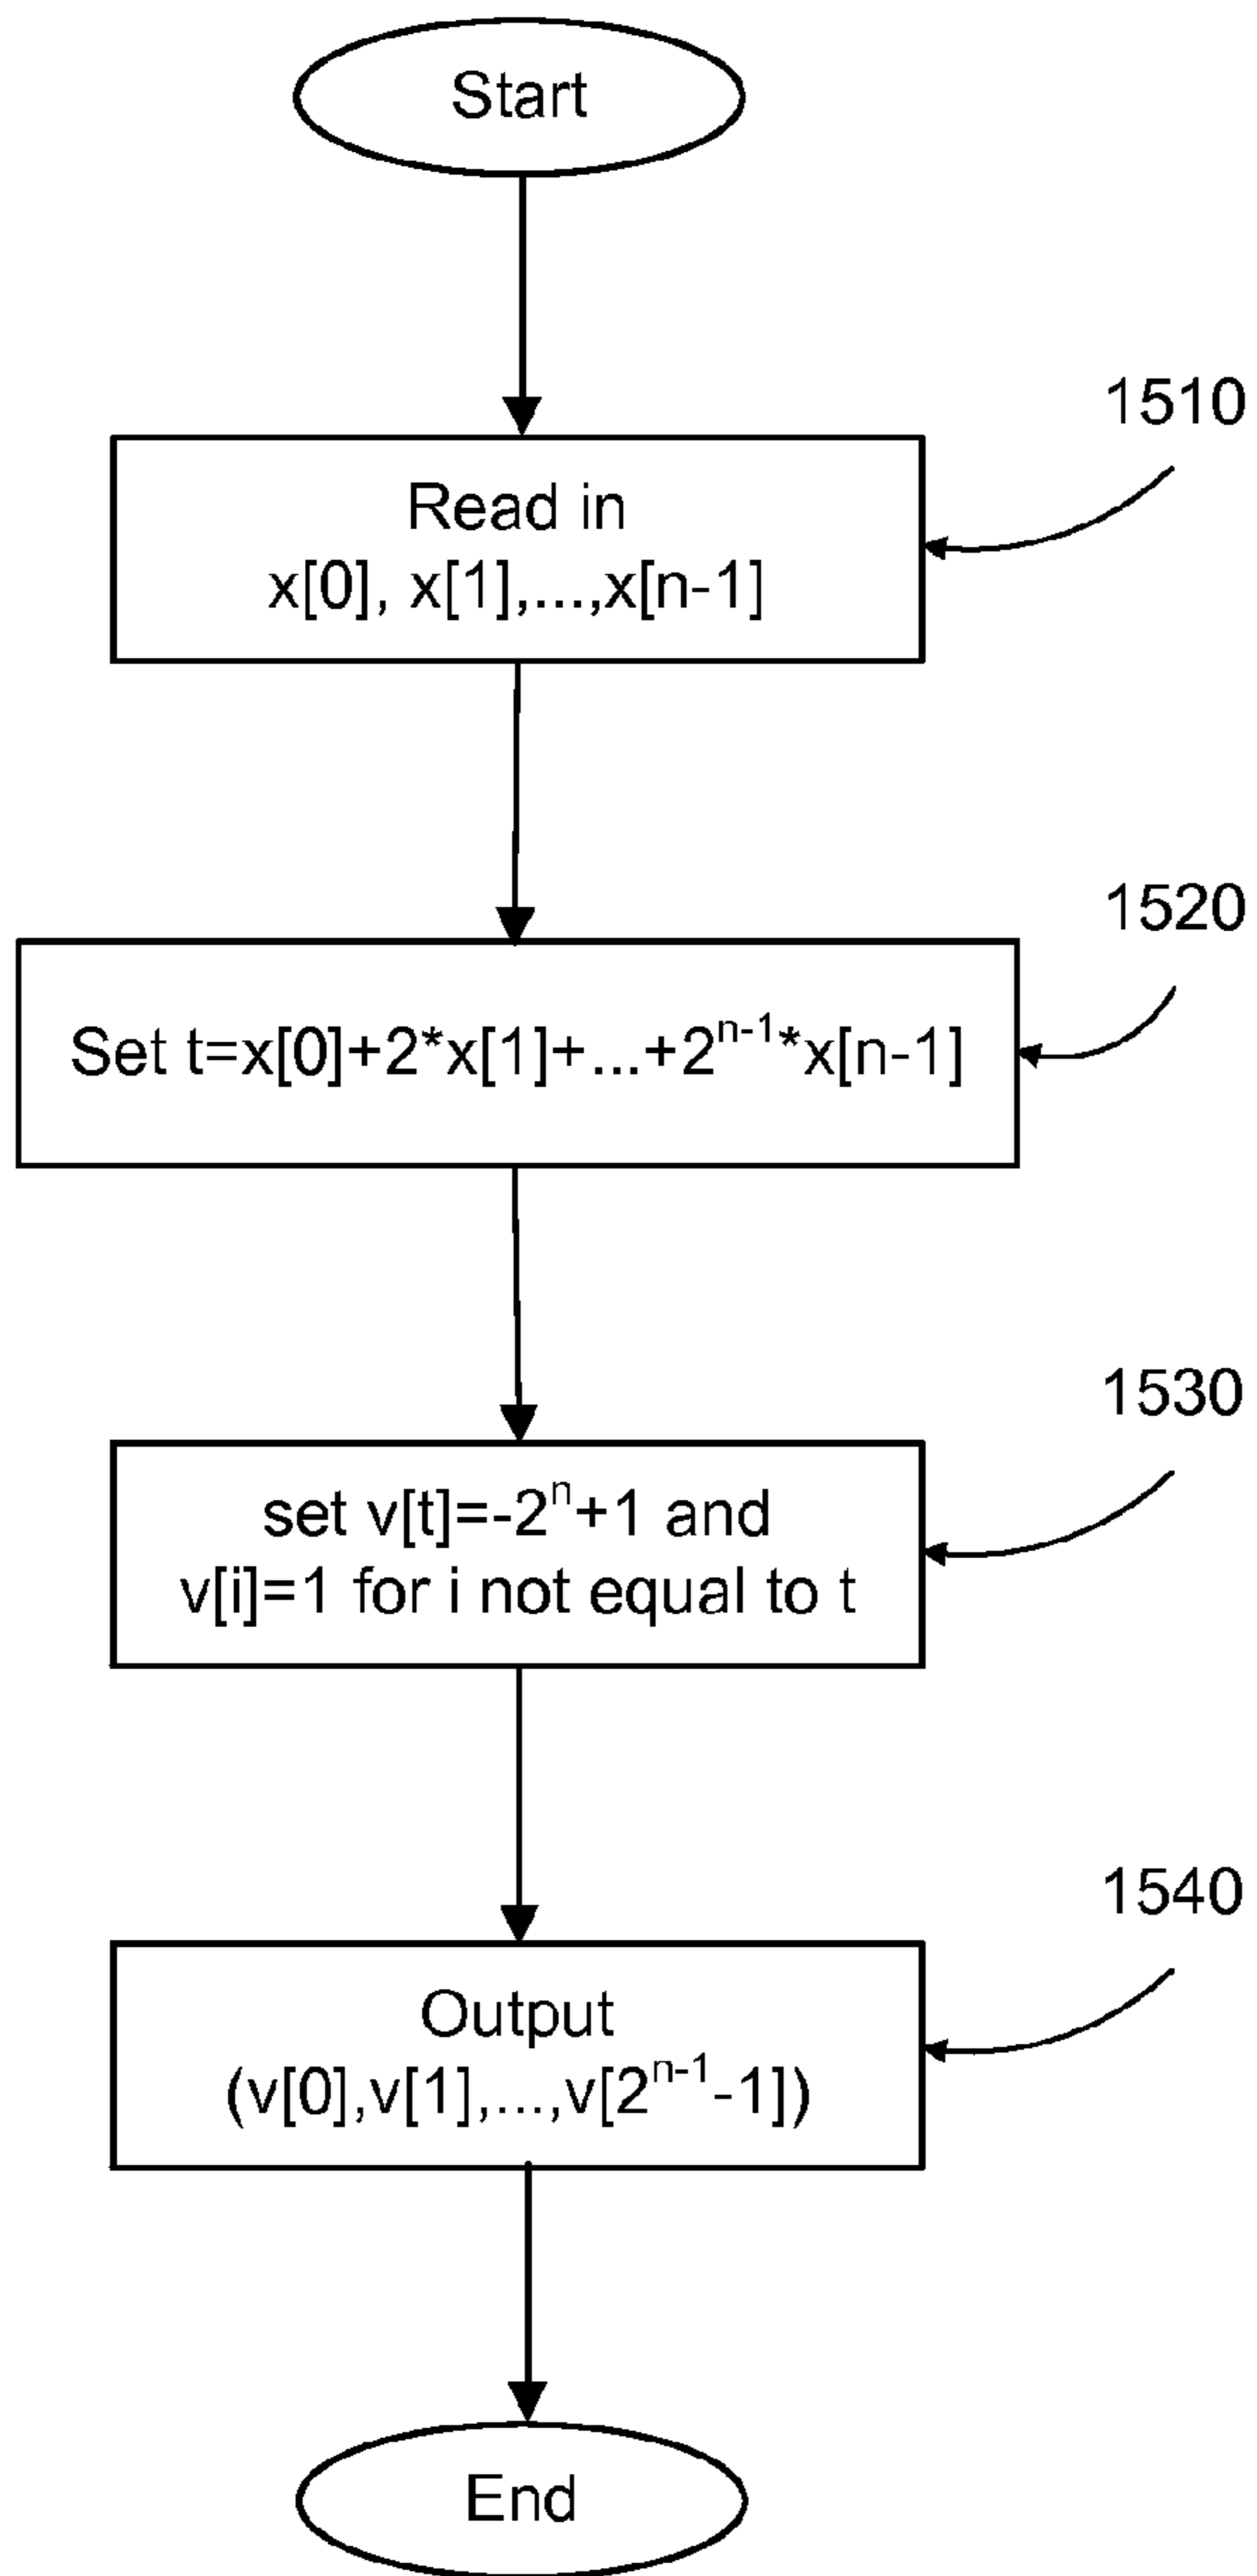 Start
1510
Read in
x[0], x[1],...,x[n-1]
1520
Set t=x[0]+2*x[1]+...+2ⁿ⁻¹*x[n-1]
1530
set v[t]=-2ⁿ+1 and
v[i]=1 for i not equal to t
1540
Output
(v[0],v[1],...,v[2ⁿ⁻¹-1])
End